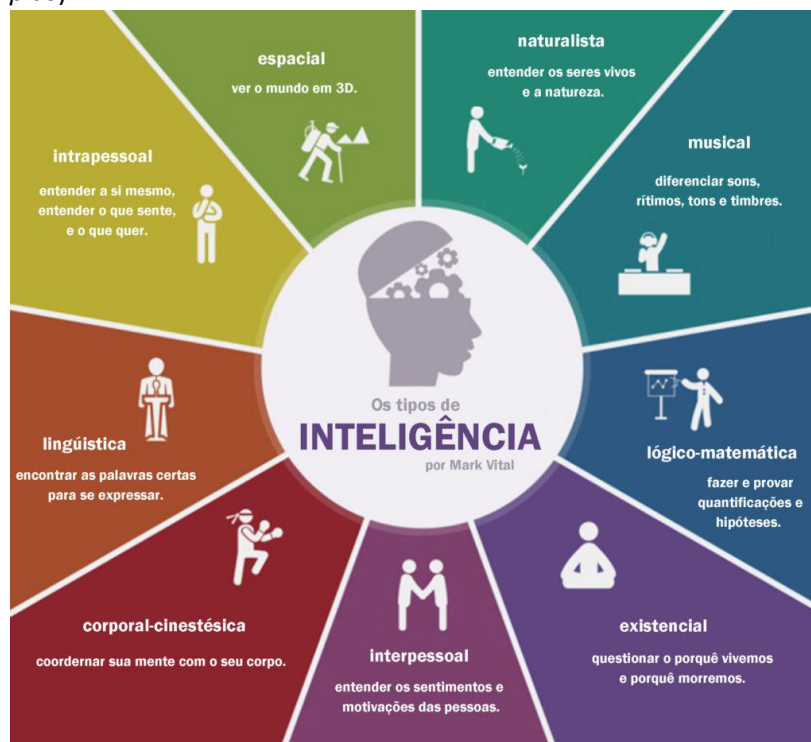 espacial
ver o mundo em 3D.
naturalista
entender os seres vivos
e a natureza.
musical
diferenciar sons,
rítimos, tons e timbres.
intrapessoal
entender a si mesmo,
entender o que sente,
e o que quer.
Os tipos de
INTELIGÊNCIA
por Mark Vital
lingúistica
encontrar as palavras certas
para se expressar.
lógico-matemática
fazer e provar
quantificações e
hipóteses.
corporal-cinestésica
coordernar sua mente com o seu corpo.
interpessoal
entender os sentimentos e
motivações das pessoas.
existencial
questionar o porquê vivemos
e porquê morremos.